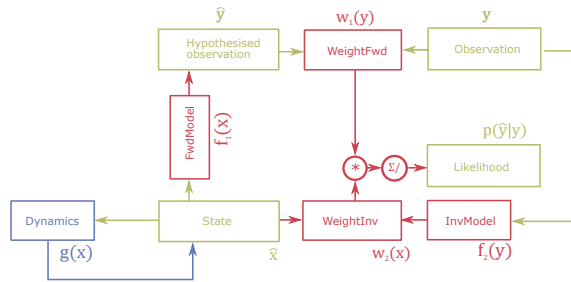 ŷ
w₁(y)
y
Hypothesised
observation
WeightFwd
Observation
FwdModel
f₁(x)
p(ŷ|y)
*
Σ/
Likelihood
Dynamics
State
WeightInv
InvModel
g(x)
x̂
w₂(x)
f₂(y)